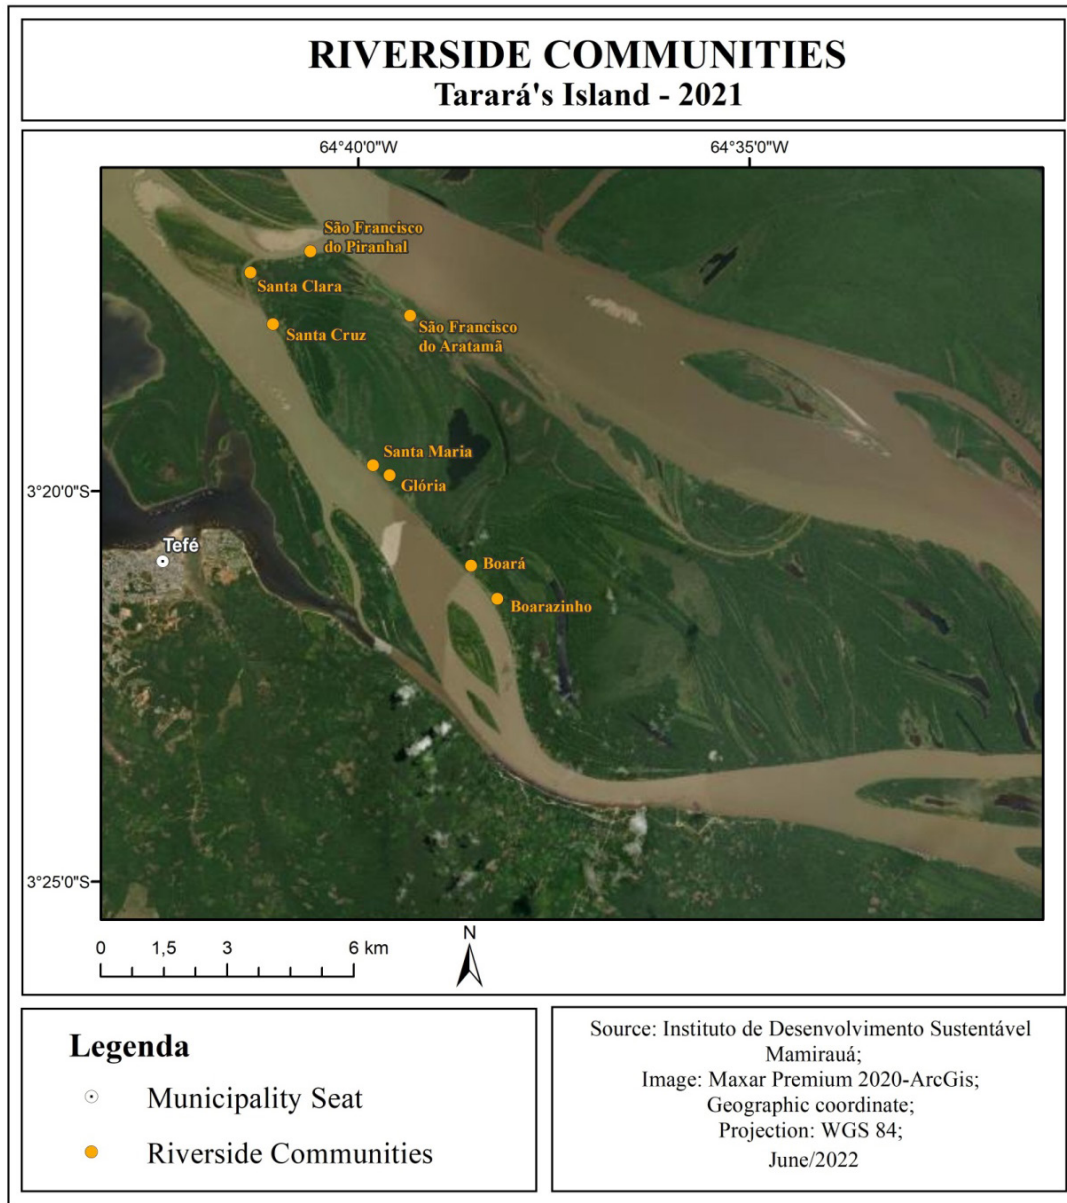 RIVERSIDE COMMUNITIES
Tarará's Island - 2021
64°40'0"W
64°35'0"W
São Francisco
do Piranhal
Santa Clara
Santa Cruz
São Francisco
do Aratamã
Santa Maria
Glória
3°20'0"S
Tefé
Boará
Boarazinho
3°25'0"S
0 1,5 3 6 km
N
Legenda
Municipality Seat
Riverside Communities
Source: Instituto de Desenvolvimento Sustentável
Mamirauá;
Image: Maxar Premium 2020-ArcGis;
Geographic coordinate;
Projection: WGS 84;
June/2022